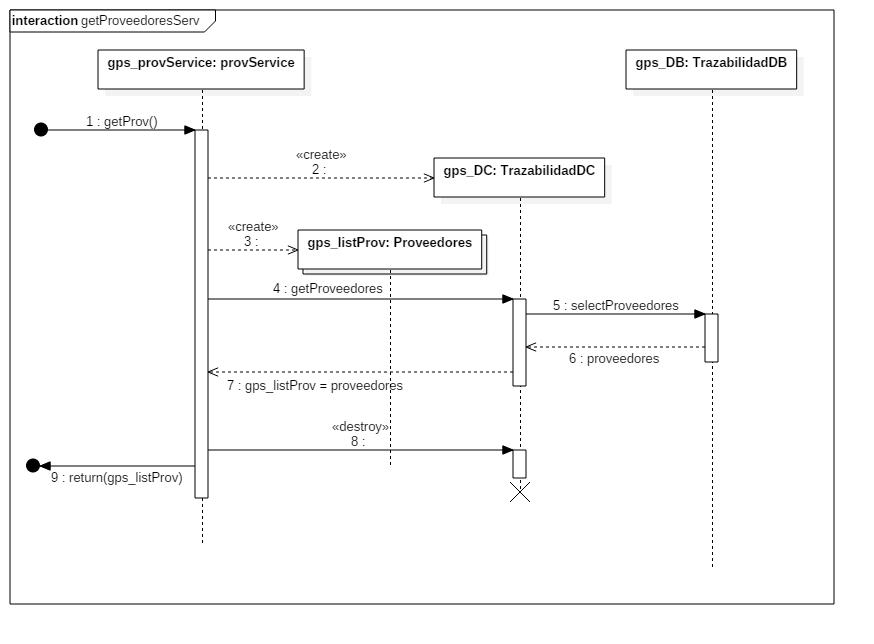 interaction getProveedoresServ
gps_provService: provService
gps_DB: TrazabilidadDB
1 : getProv()
«create»
2 :
gps_DC: TrazabilidadDC
«create»
3 :
gps_listProv: Proveedores
4 : getProveedores
5 : selectProveedores
6 : proveedores
7 : gps_listProv = proveedores
«destroy»
8 :
9 : return(gps_listProv)